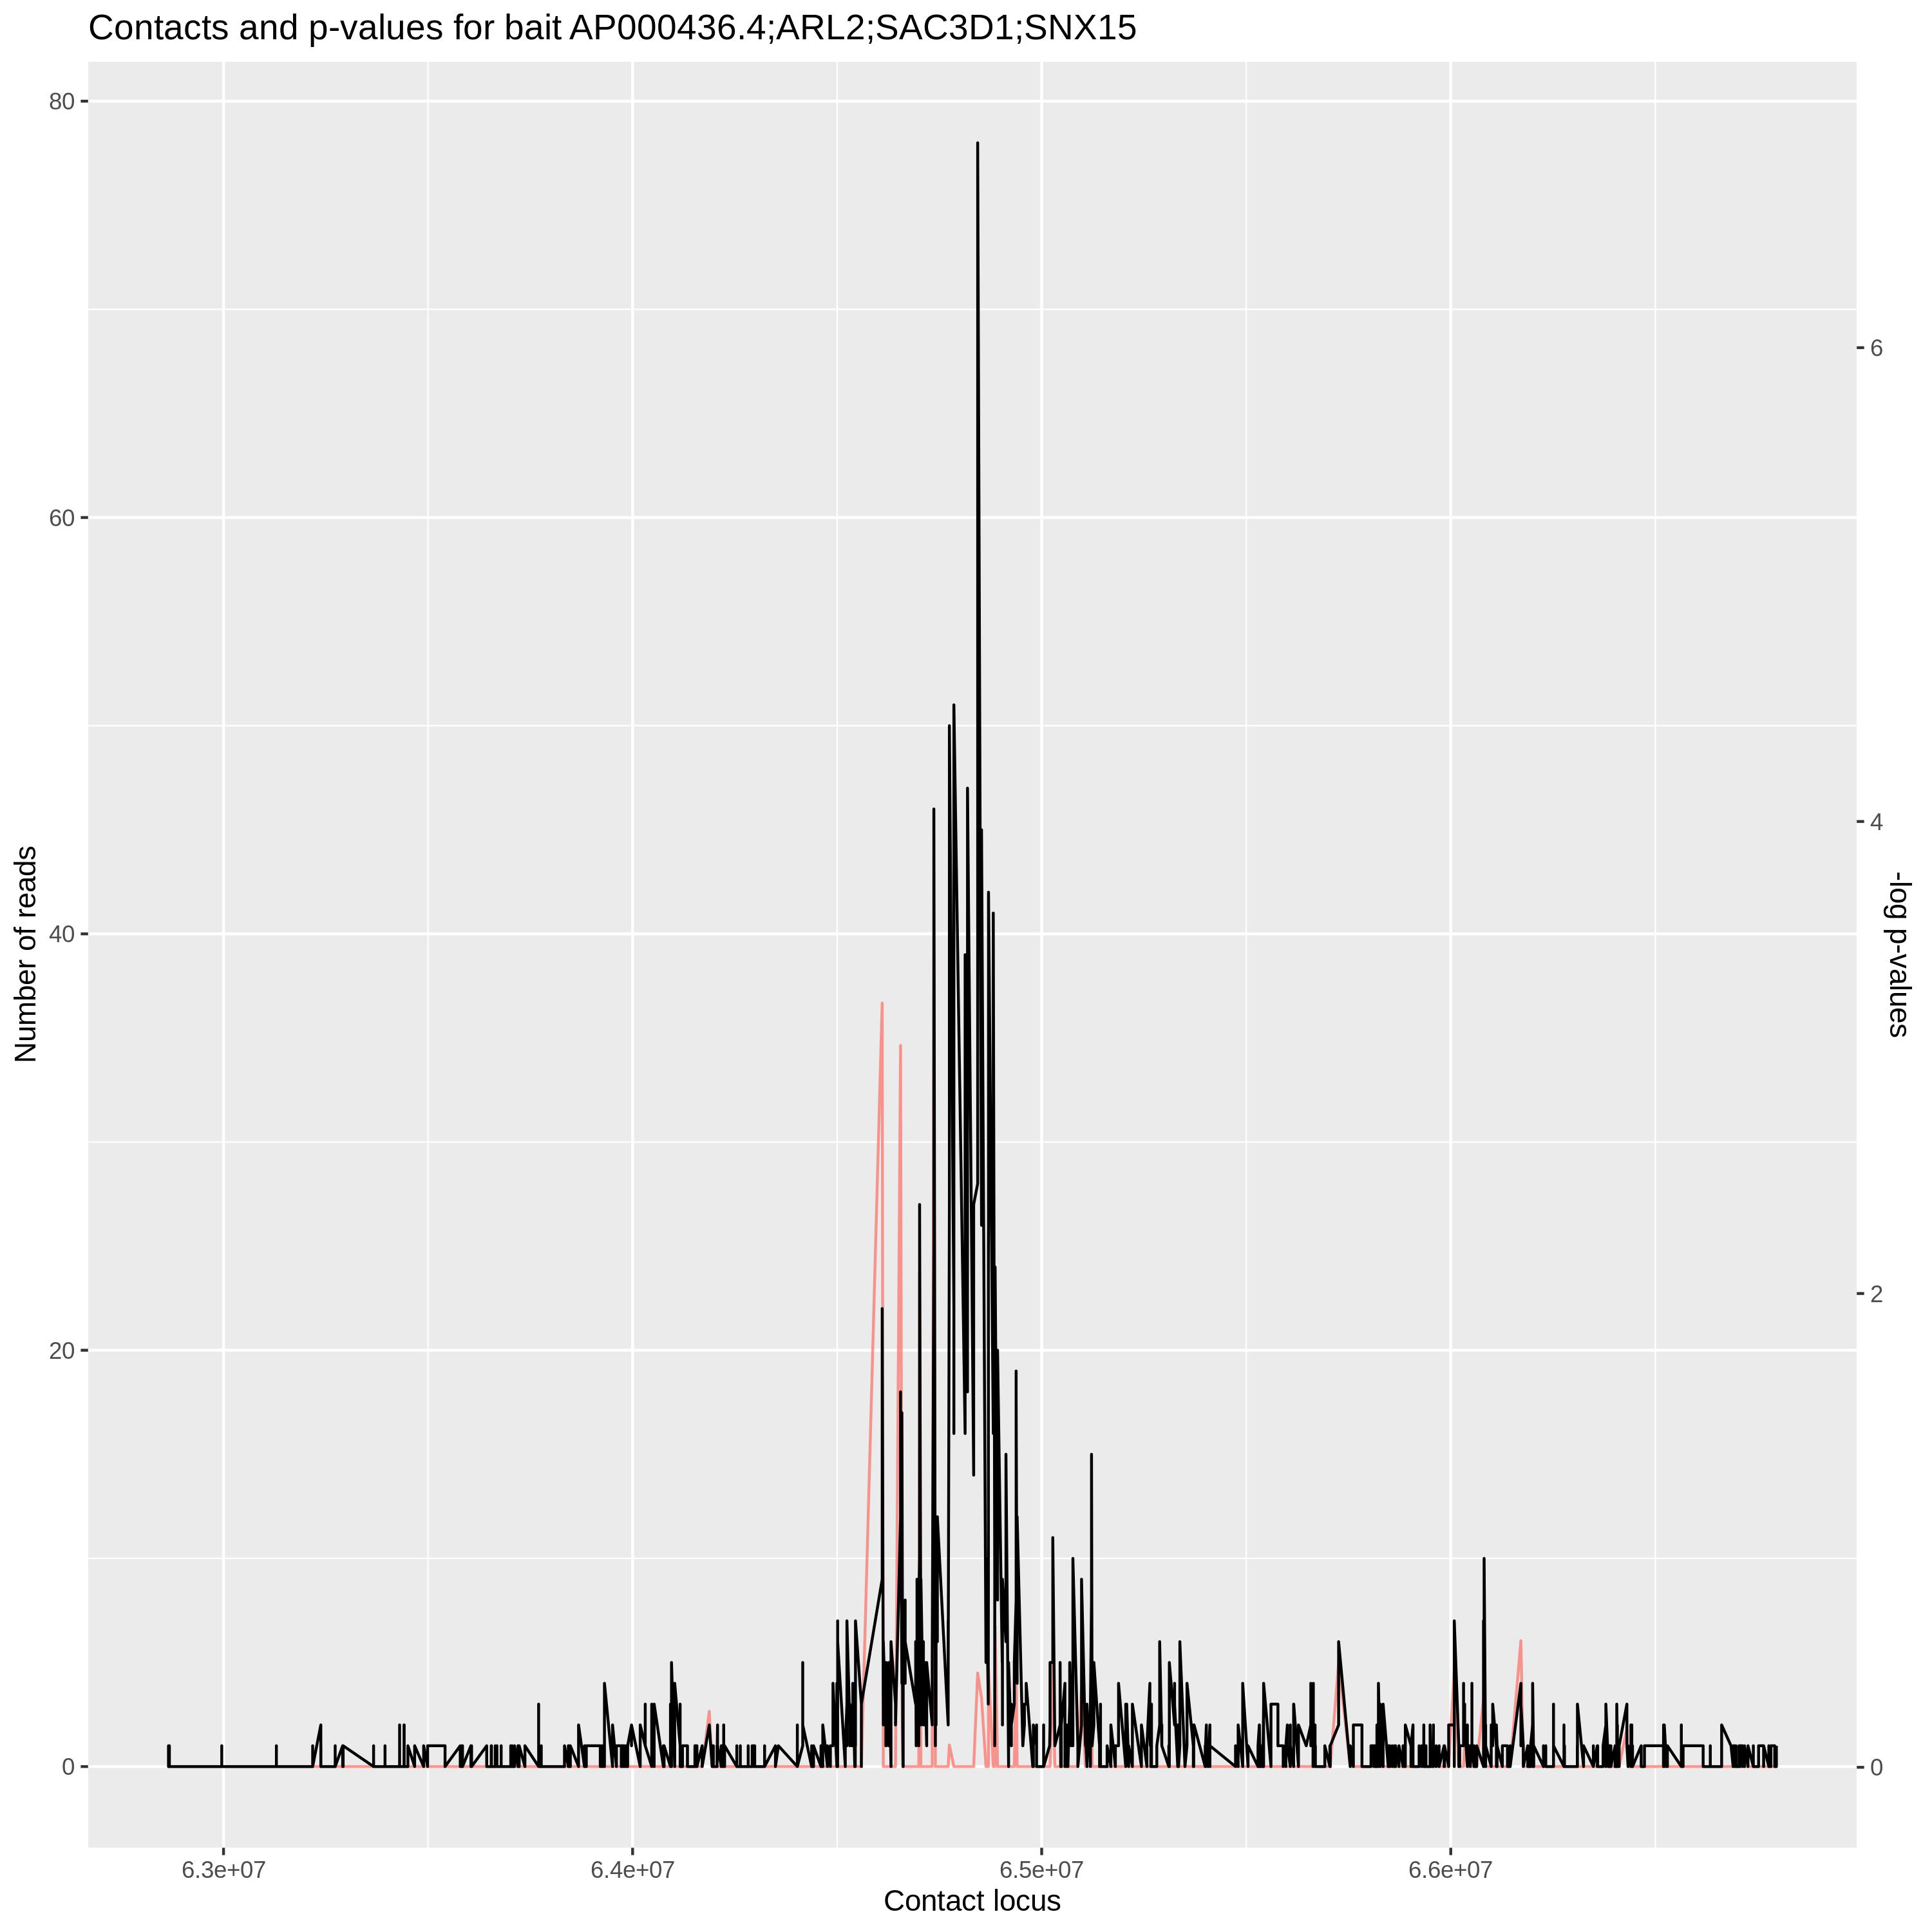 Contacts and p-values for bait AP000436.4;ARL2;SAC3D1;SNX15
80
60
40
20
0
Number of reads
6
4
2
0
-log p-values
6.3e+07
6.4e+07
6.5e+07
6.6e+07
Contact locus